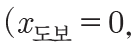 (x도보 = 0,